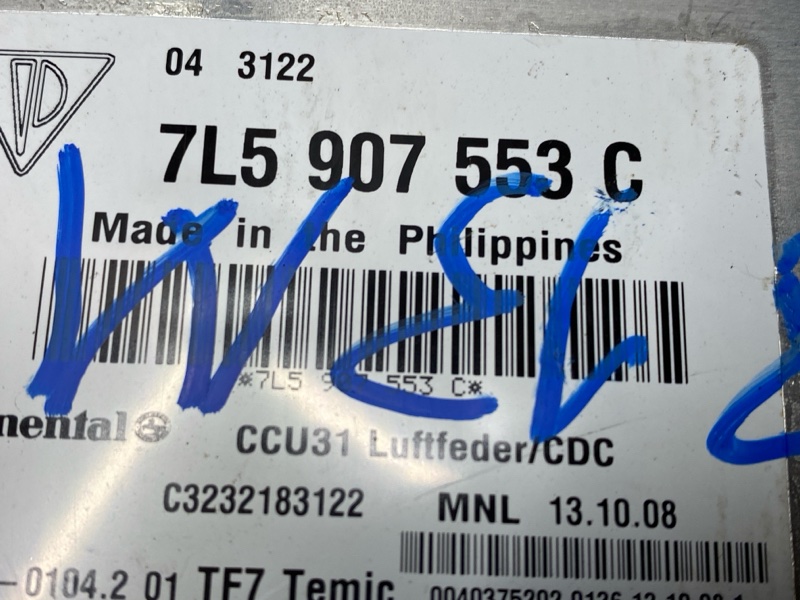 04 3122
7L5 907 553 C
Made in the Philippines
*7L5 907 553 C*
nental
CCU31 Luftfeder/CDC
C3232183122 MNL 13.10.08
-0104.2 01 TF7 Temic